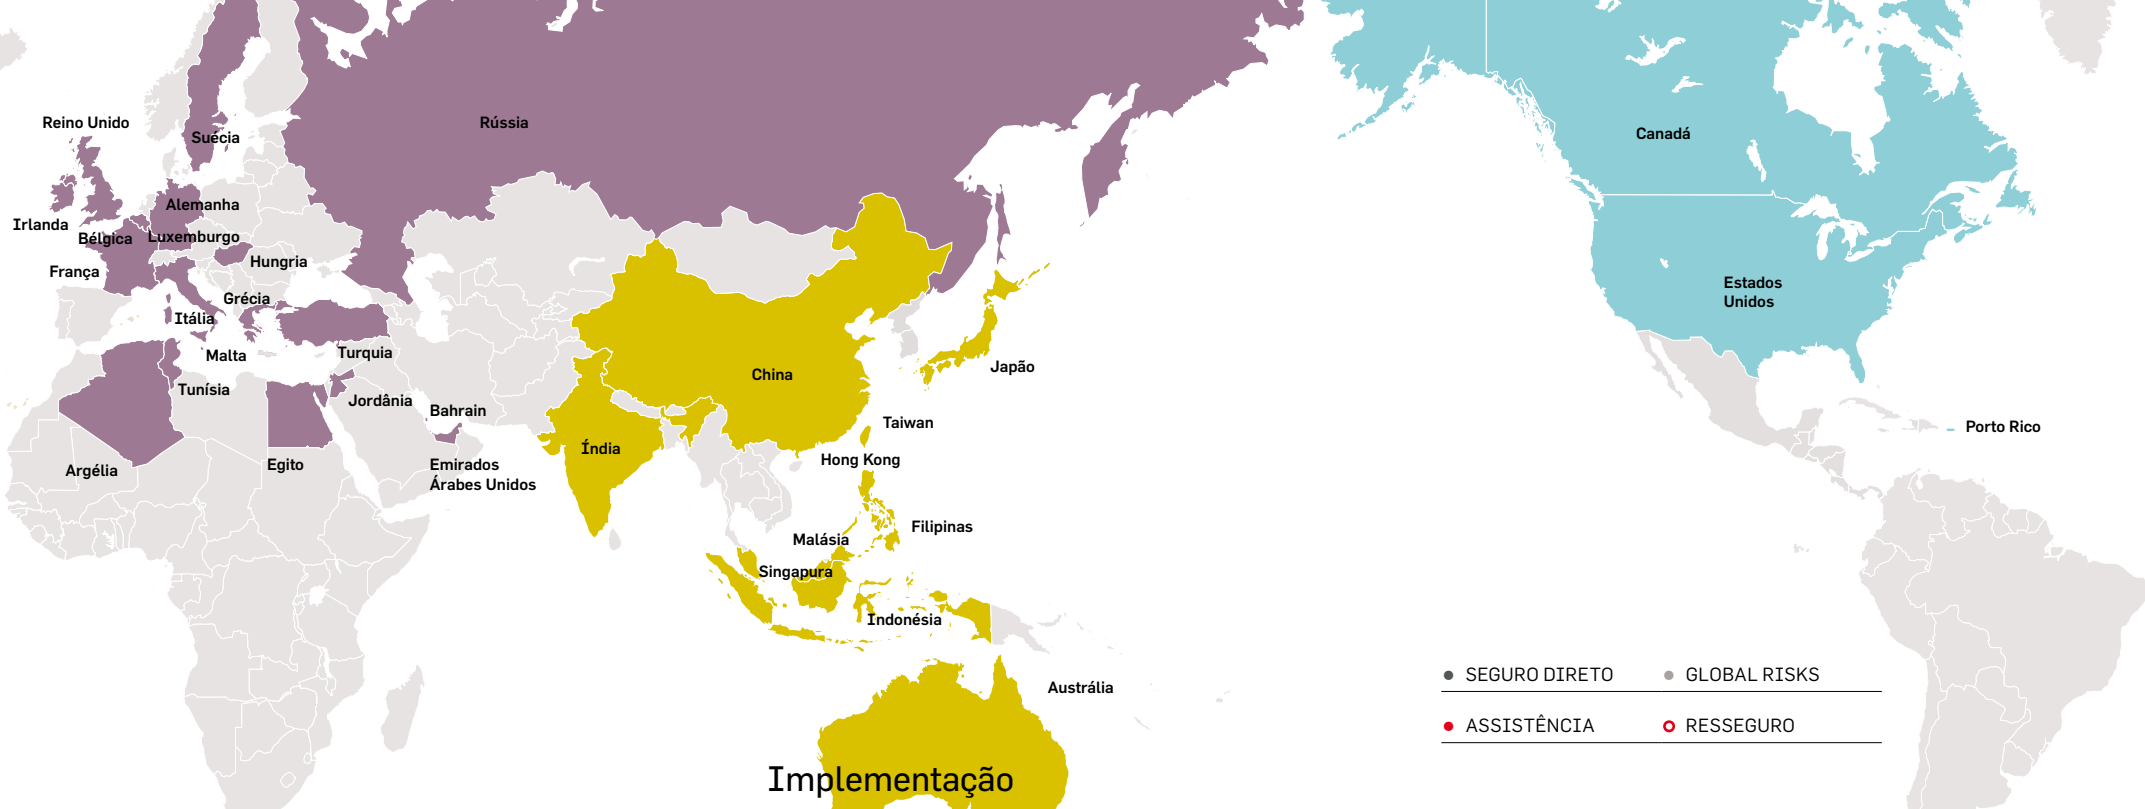 Reino Unido
Suécia
Rússia
Canadá
Alemanha
Irlanda
Bélgica
Luxemburgo
Hungria
França
Grécia
Itália
Malta
Turquia
Tunísia
Jordânia
Bahrain
Argélia
Egito
Emirados
Árabes Unidos
Estados
Unidos
Japão
China
Taiwan
Porto Rico
Índia
Hong Kong
Filipinas
Malásia
Singapura
Indonésia
Austrália
SEGURO DIRETO
GLOBAL RISKS
ASSISTÊNCIA
RESSEGURO
Implementação